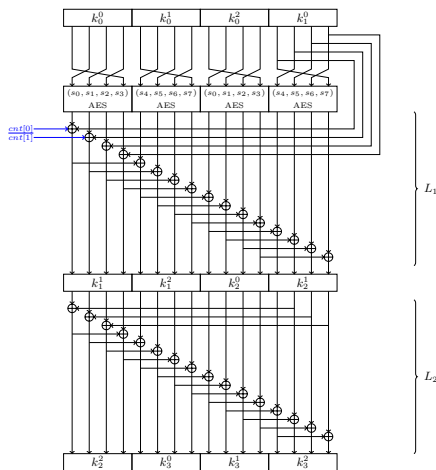 k_0^0 k_0^1 k_0^2 k_1^0
(s_0, s_1, s_2, s_3) (s_4, s_5, s_6, s_7) (s_0, s_1, s_2, s_3) (s_4, s_5, s_6, s_7)
AES AES AES AES
cnt[0]
cnt[1]
L_1
k_1^1 k_1^2 k_2^0 k_2^1
L_2
k_2^2 k_3^0 k_3^1 k_3^2